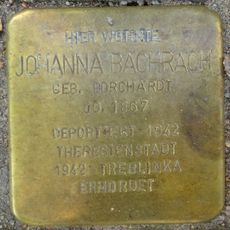 HIER WOHNTE
JOHANNA BACHRACH
GEB. BORCHARDT
JG. 1867
DEPORTIERT 1942
THERESIENSTADT
1942 TREBLINKA
ERMORDET